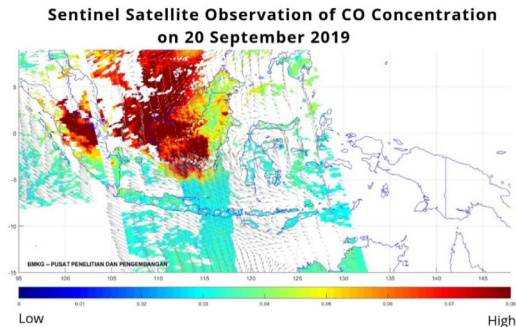 Sentinel Satellite Observation of CO Concentration
on 20 September 2019
5
0
-5
-10
-15
BMKG – PUSAT PENELITIAN DAN PENGEMBANGAN
95 100 105 110 115 120 125 130 135 140 145
0 0.01 0.02 0.03 0.04 0.05 0.06 0.07 0.08
Low High